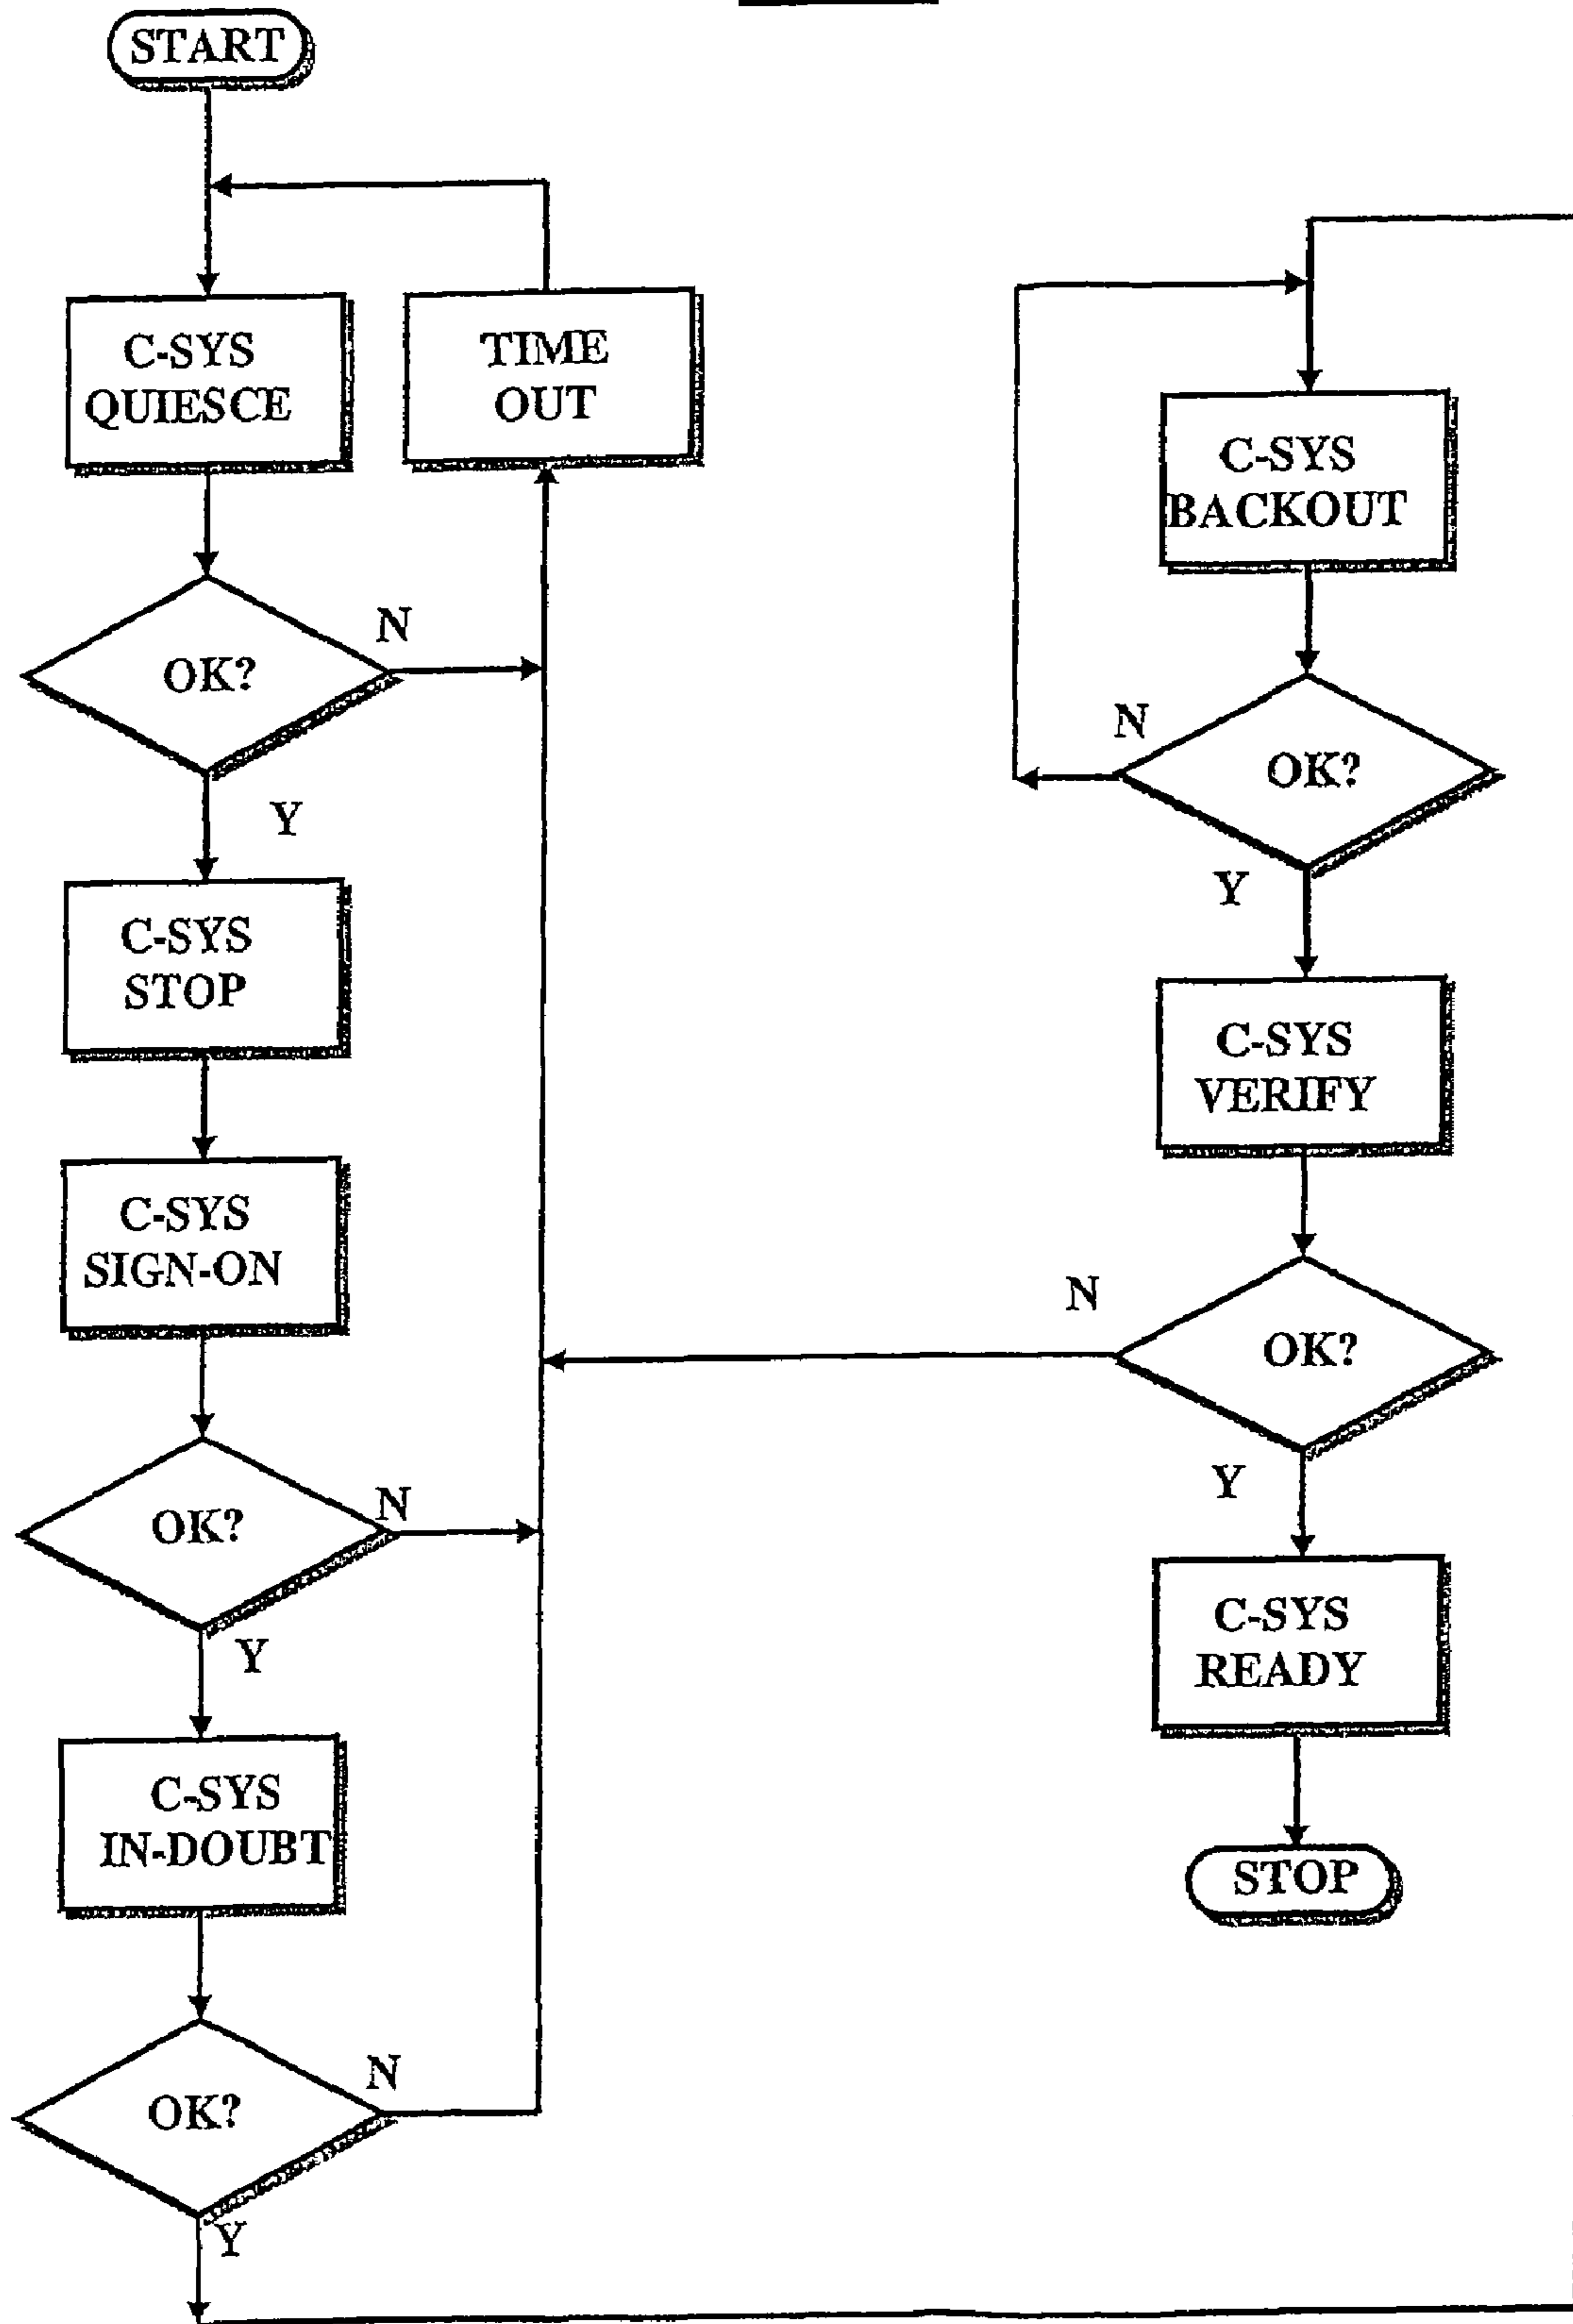 START
C-SYS
QUIESCE
TIME
OUT
OK?
N
Y
C-SYS
STOP
C-SYS
SIGN-ON
OK?
N
Y
C-SYS
IN-DOUBT
OK?
N
Y
C-SYS
BACKOUT
OK?
N
Y
C-SYS
VERIFY
OK?
N
Y
C-SYS
READY
STOP